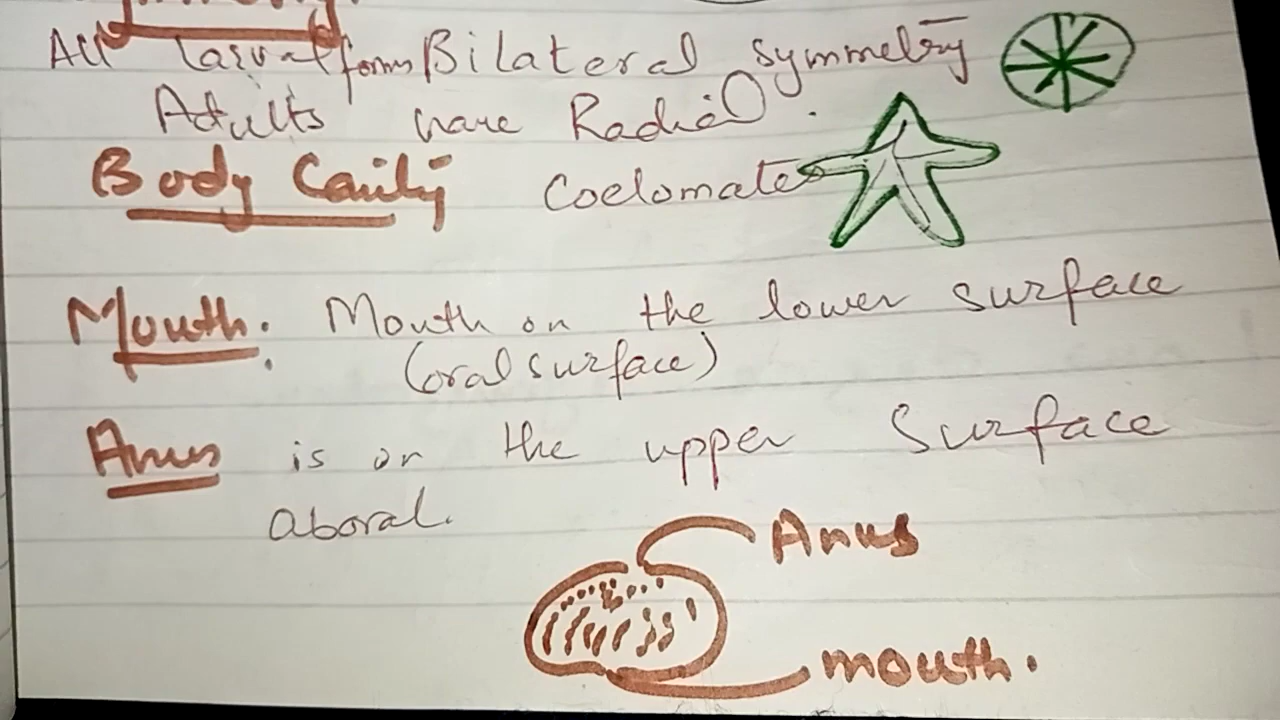 All larval forms Bilateral symmetry
Adults have Radial.
Body Cavity Coelomates
Mouth: Mouth on the lower surface
(oral surface)
Anus is on the upper Surface
aboral.
Anus
mouth.